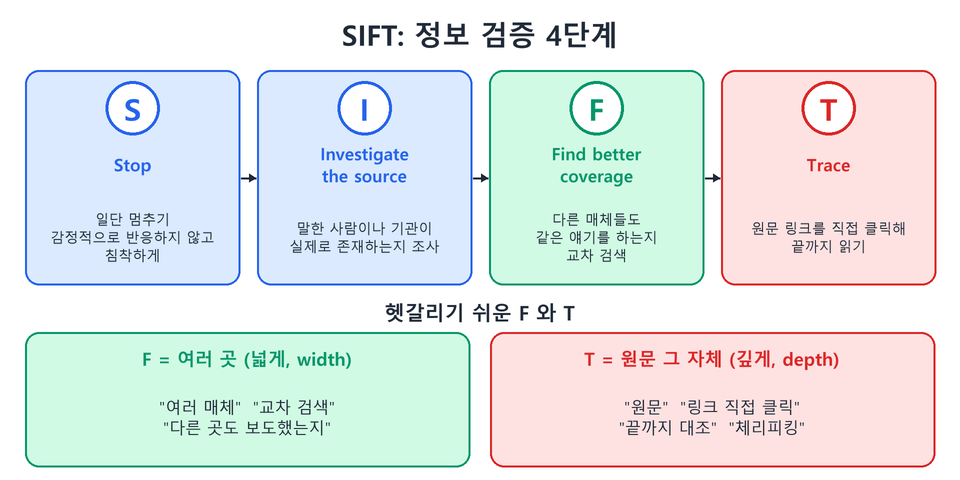 SIFT: 정보 검증 4단계
S
Stop
일단 멈추기
감정적으로 반응하지 않고
침착하게
I
Investigate
the source
말한 사람이나 기관이
실제로 존재하는지 조사
F
Find better
coverage
다른 매체들도
같은 얘기를 하는지
교차 검색
T
Trace
원문 링크를 직접 클릭해
끝까지 읽기
헷갈리기 쉬운 F 와 T
F = 여러 곳 (넓게, width)
"여러 매체" "교차 검색"
"다른 곳도 보도했는지"
T = 원문 그 자체 (깊게, depth)
"원문" "링크 직접 클릭"
"끝까지 대조" "체리피킹"